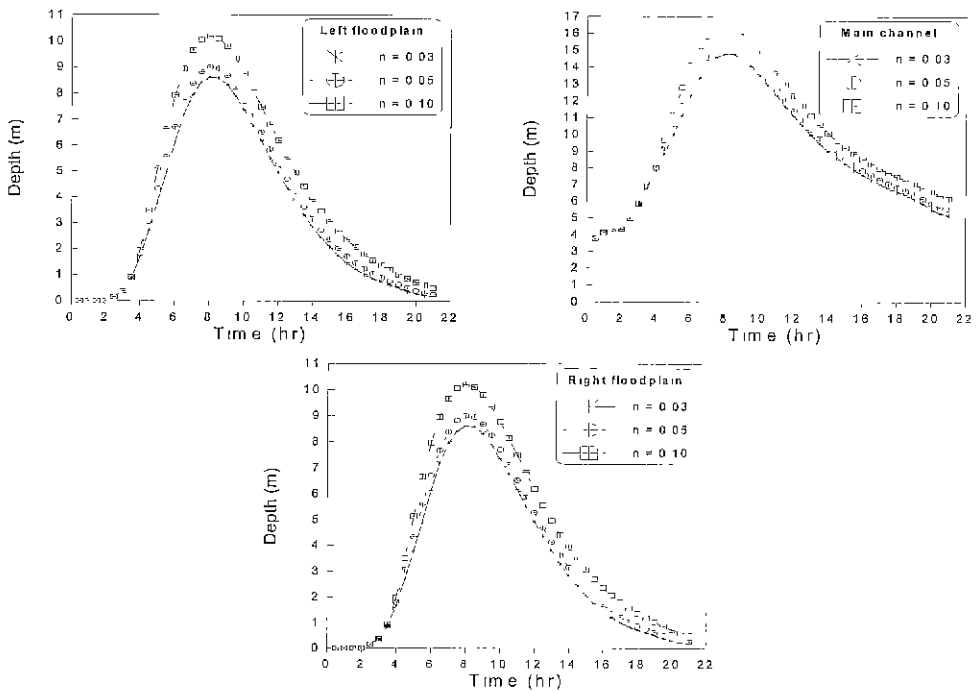 11
10
9
8
7
6
5
4
3
2
1
0
Depth (m)
Left floodplain
n = 0 03
n = 0 05
n = 0 10
0 2 4 6 8 10 12 14 16 18 20 22
Time (hr)
17
16
15
14
13
12
12
11
10
9
8
7
6
5
4
3
2
1
0
Depth (m)
Main channel
n = 0 03
n = 0 05
n = 0 10
0 2 4 6 8 10 12 14 16 18 20 22
Time (hr)
11
10
9
8
7
6
5
4
3
2
1
0
Depth (m)
Right floodplain
n = 0 03
n = 0 05
n = 0 10
0 2 4 6 8 10 12 14 16 18 20 22
Time (hr)